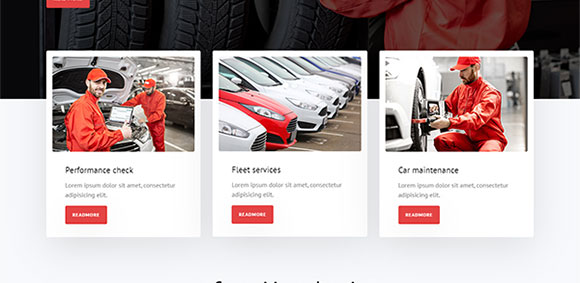 Performance check
Lorem ipsum dolor sit amet, consectetur
adipisicing elit.
READMORE
Fleet services
Lorem ipsum dolor sit amet, consectetur
adipisicing elit.
READMORE
Car maintenance
Lorem ipsum dolor sit amet, consectetur
adipisicing elit.
READMORE